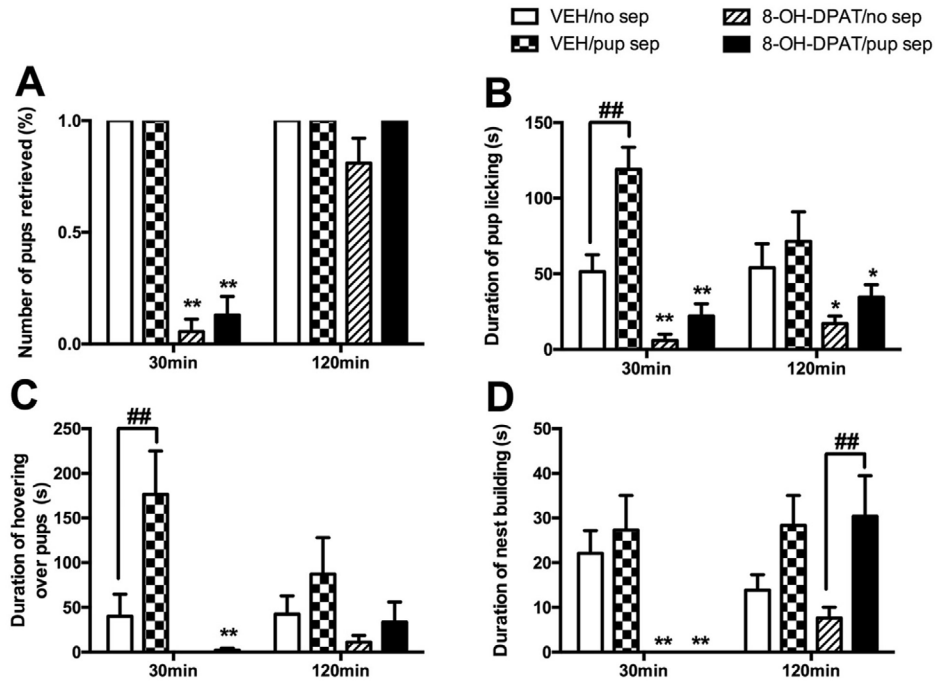 VEH/no sep
8-OH-DPAT/no sep
VEH/pup sep
8-OH-DPAT/pup sep
A
Number of pups retrieved (%)
1.0
0.5
0.0
**
**
30min
120min
B
Duration of pup licking (s)
150
100
50
0
##
**
**
*
*
30min
120min
C
Duration of hovering
over pups (s)
250
200
150
100
50
0
##
**
30min
120min
D
Duration of nest building (s)
50
40
30
20
10
0
##
**
**
30min
120min